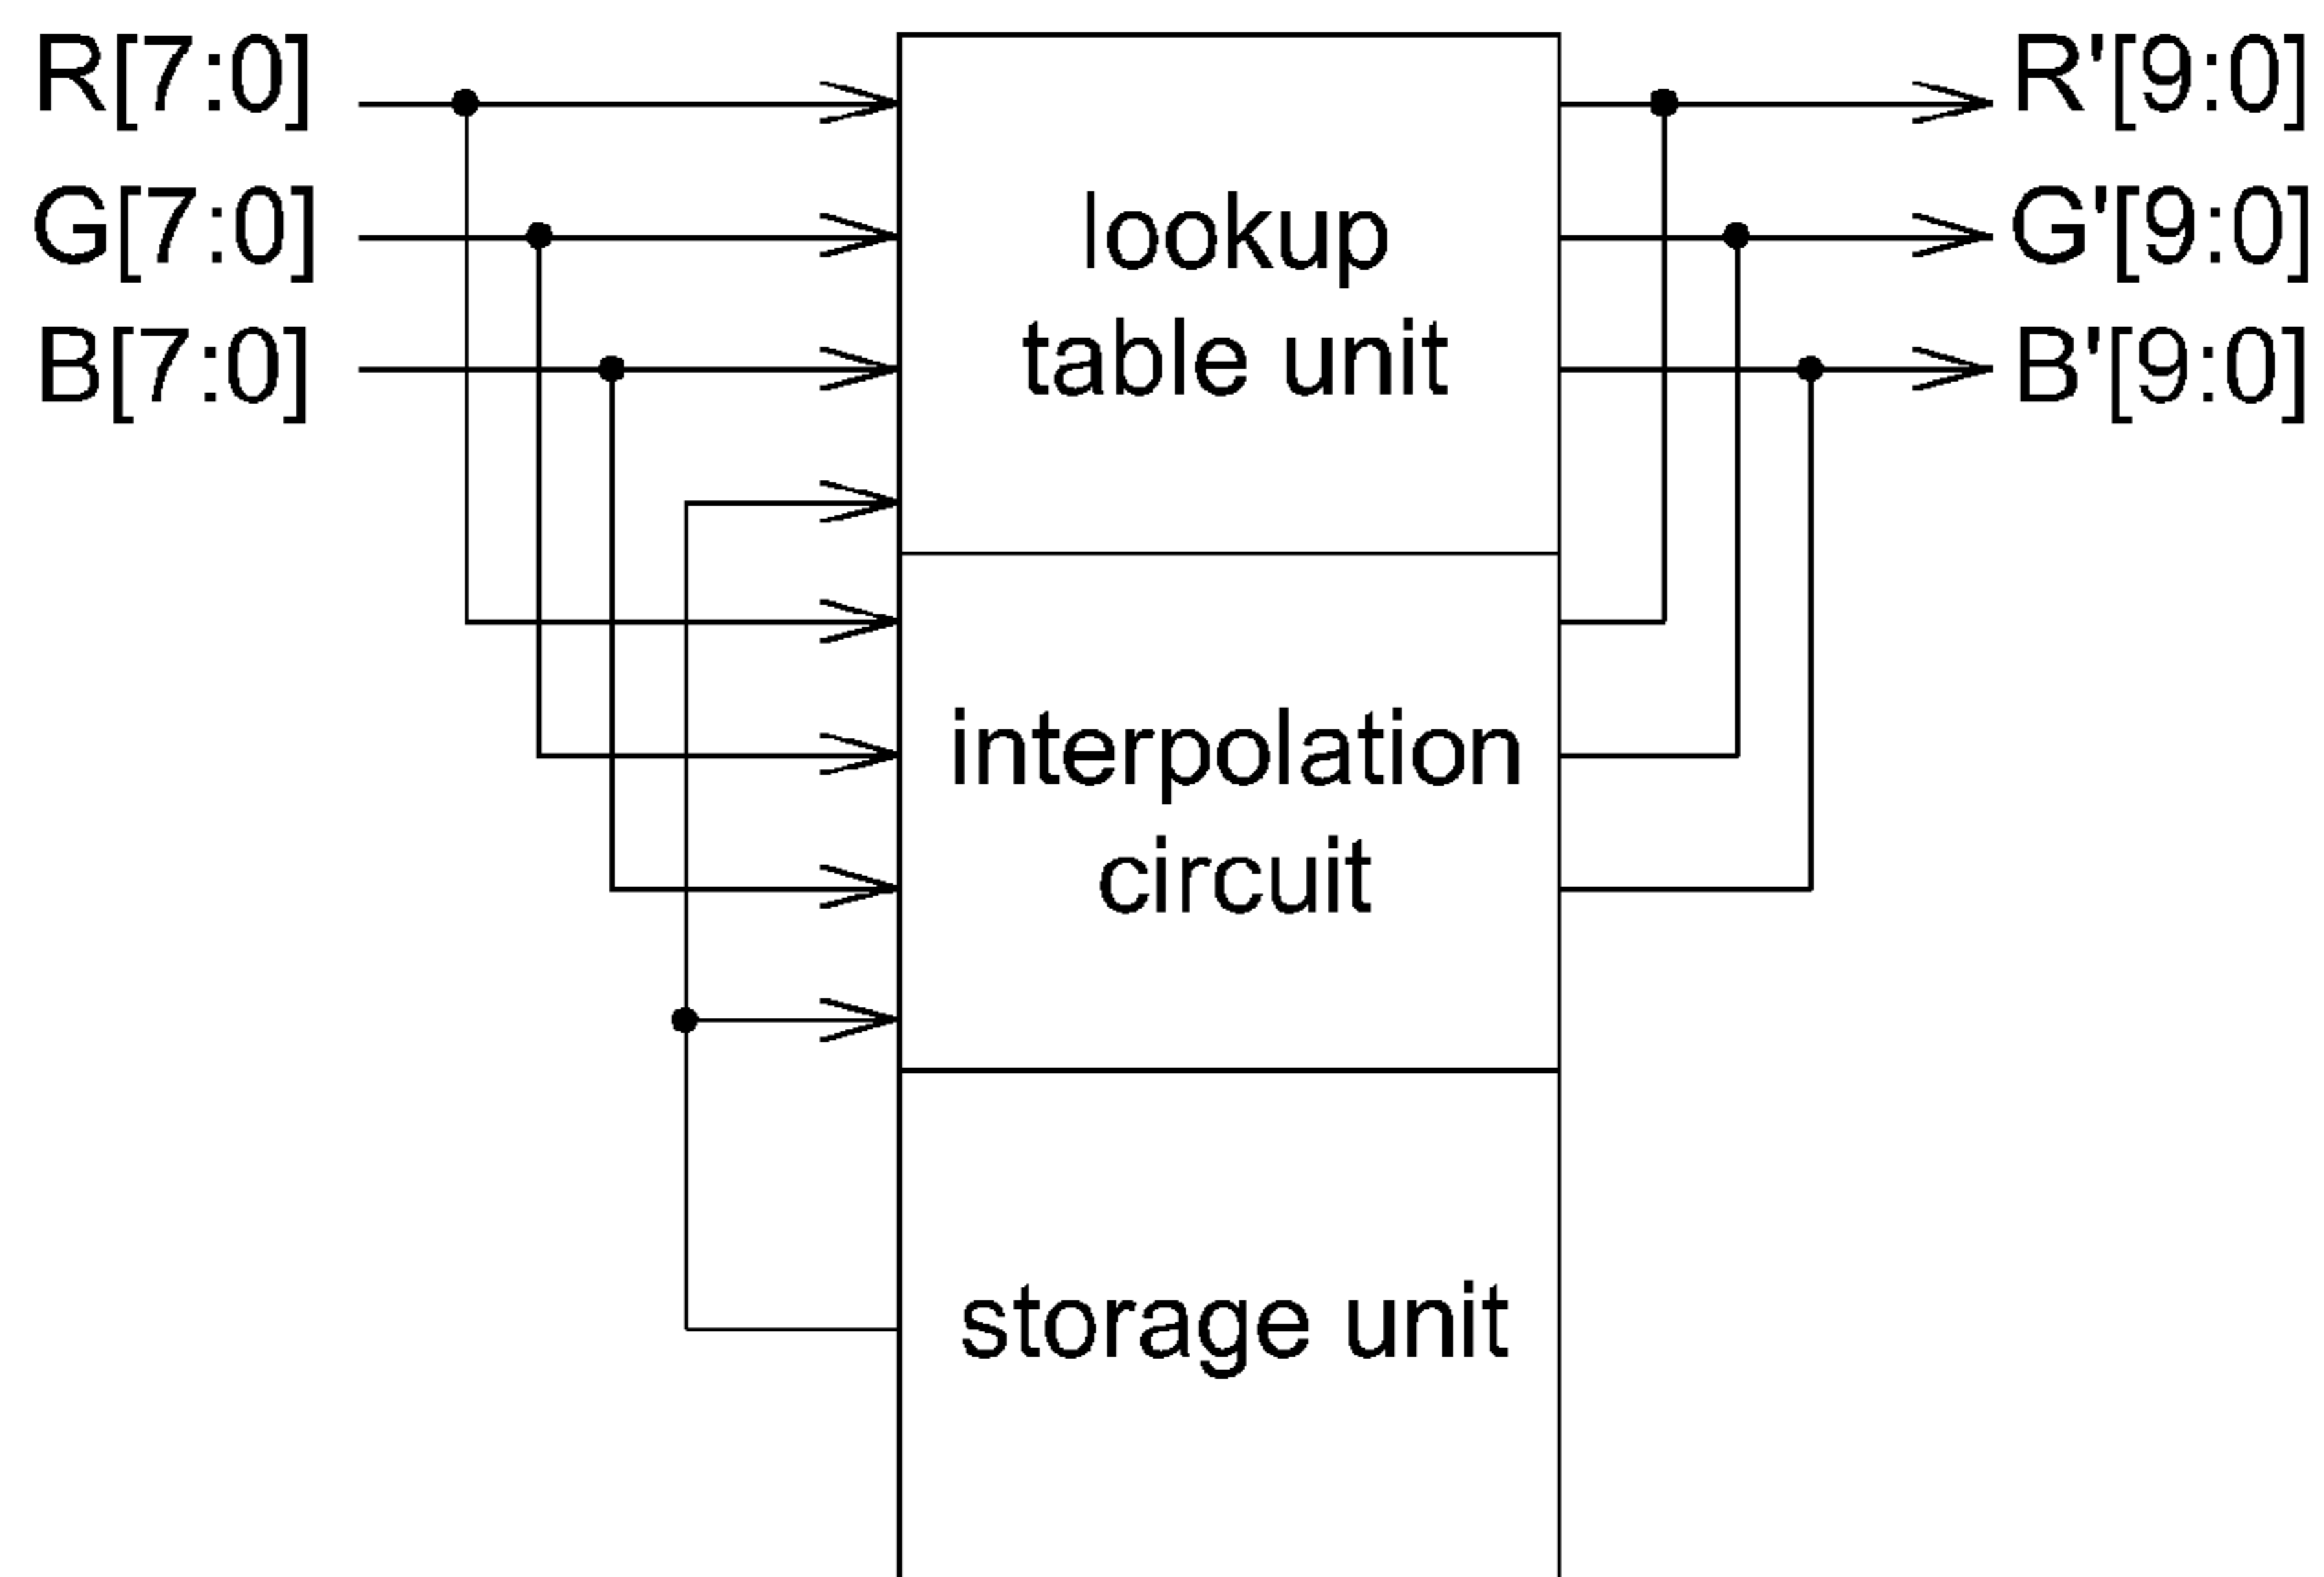 R[7:0]
G[7:0]
B[7:0]
lookup
table unit
interpolation
circuit
storage unit
R'[9:0]
G'[9:0]
B'[9:0]